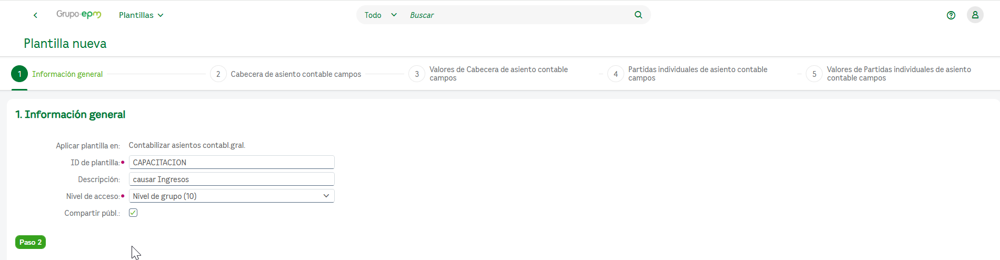 Grupo·epm
Plantillas
Todo
Buscar
Plantilla nueva
1 Información general
2 Cabecera de asiento contable campos
3 Valores de Cabecera de asiento contable
campos
4 Partidas individuales de asiento contable
campos
5 Valores de Partidas individuales de asiento
contable campos
1. Información general
Aplicar plantilla en: Contabilizar asientos contabl.gral.
ID de plantilla: CAPACITACION
Descripción: causar Ingresos
Nivel de acceso: Nivel de grupo (10)
Compartir públ.:
Paso 2